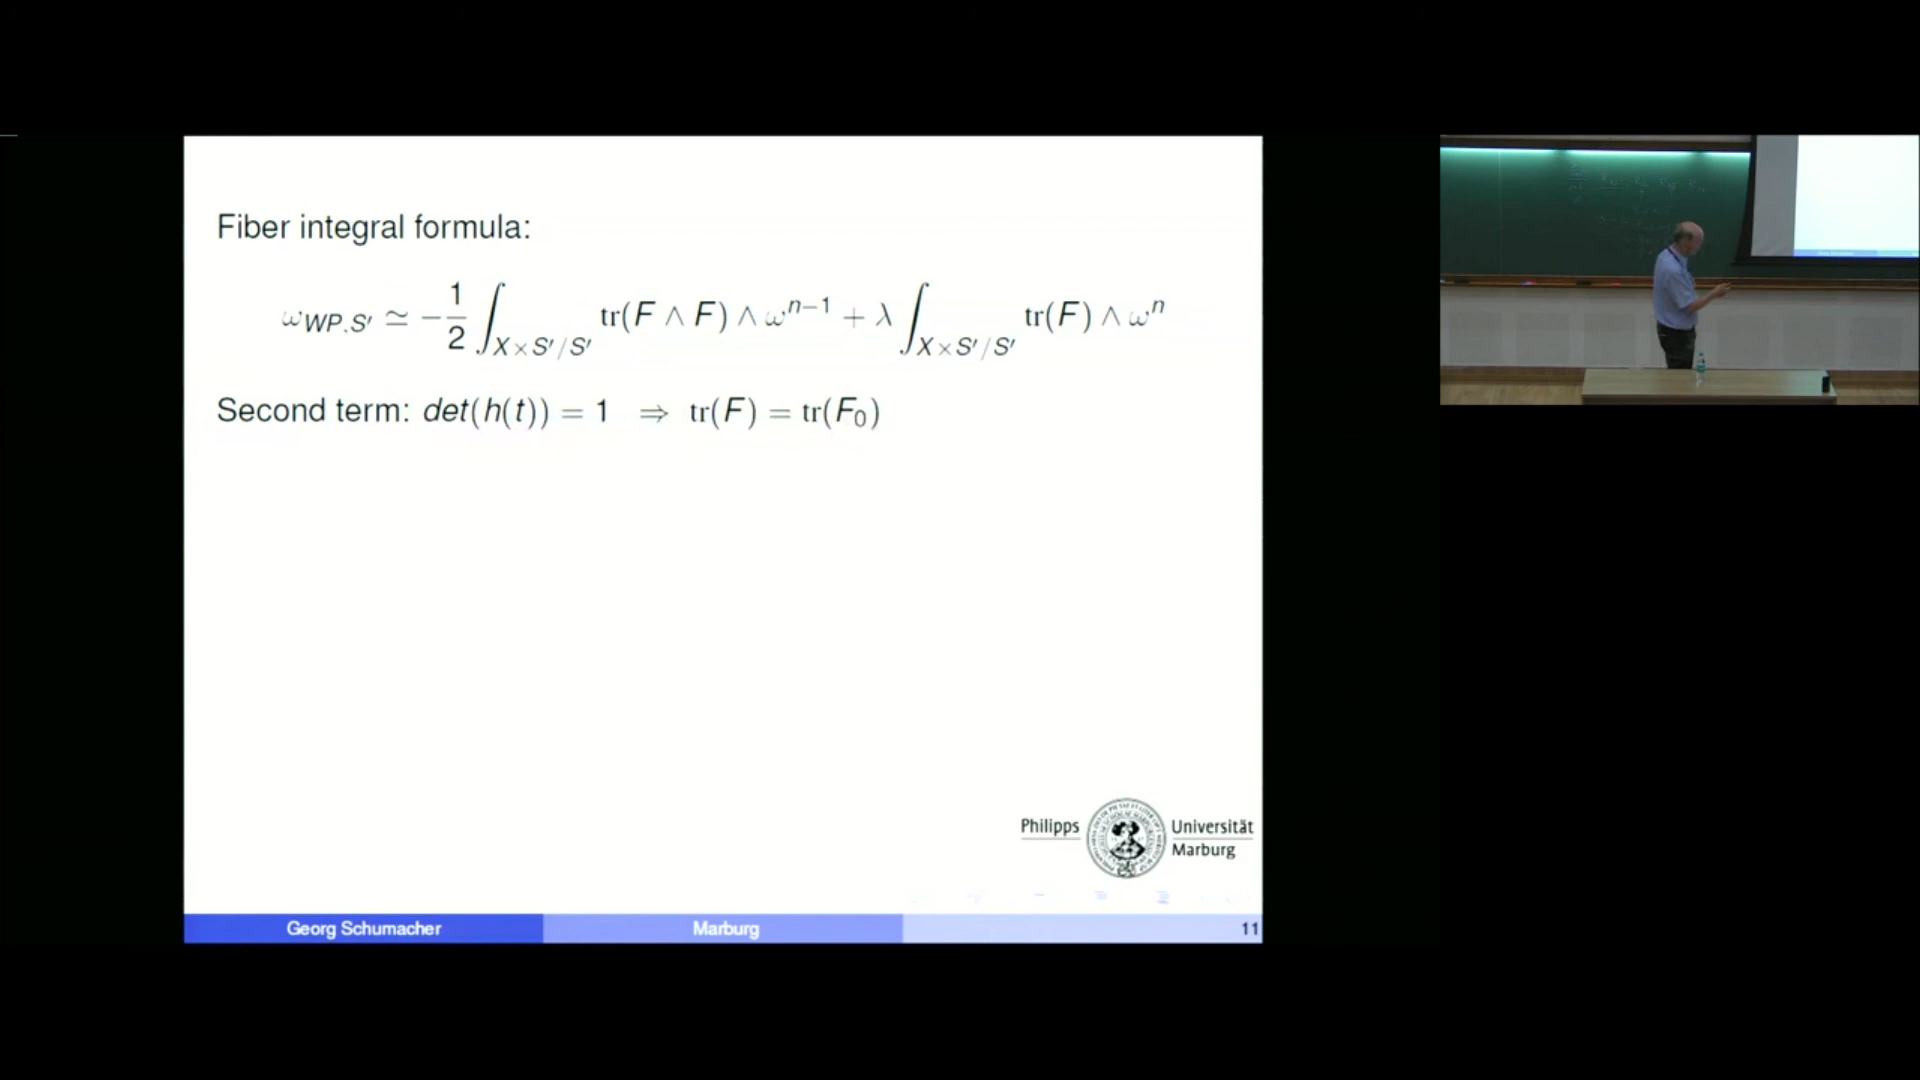 Fiber integral formula:
ω_{WP,S′} ≃ −\frac{1}{2} ∫_{X×S′/S′} tr(F ∧ F) ∧ ω^{n−1} + λ ∫_{X×S′/S′} tr(F) ∧ ω^n
Second term: det(h(t)) = 1 ⇒ tr(F) = tr(F_0)
Philipps Universität
Marburg
Georg Schumacher Marburg 11